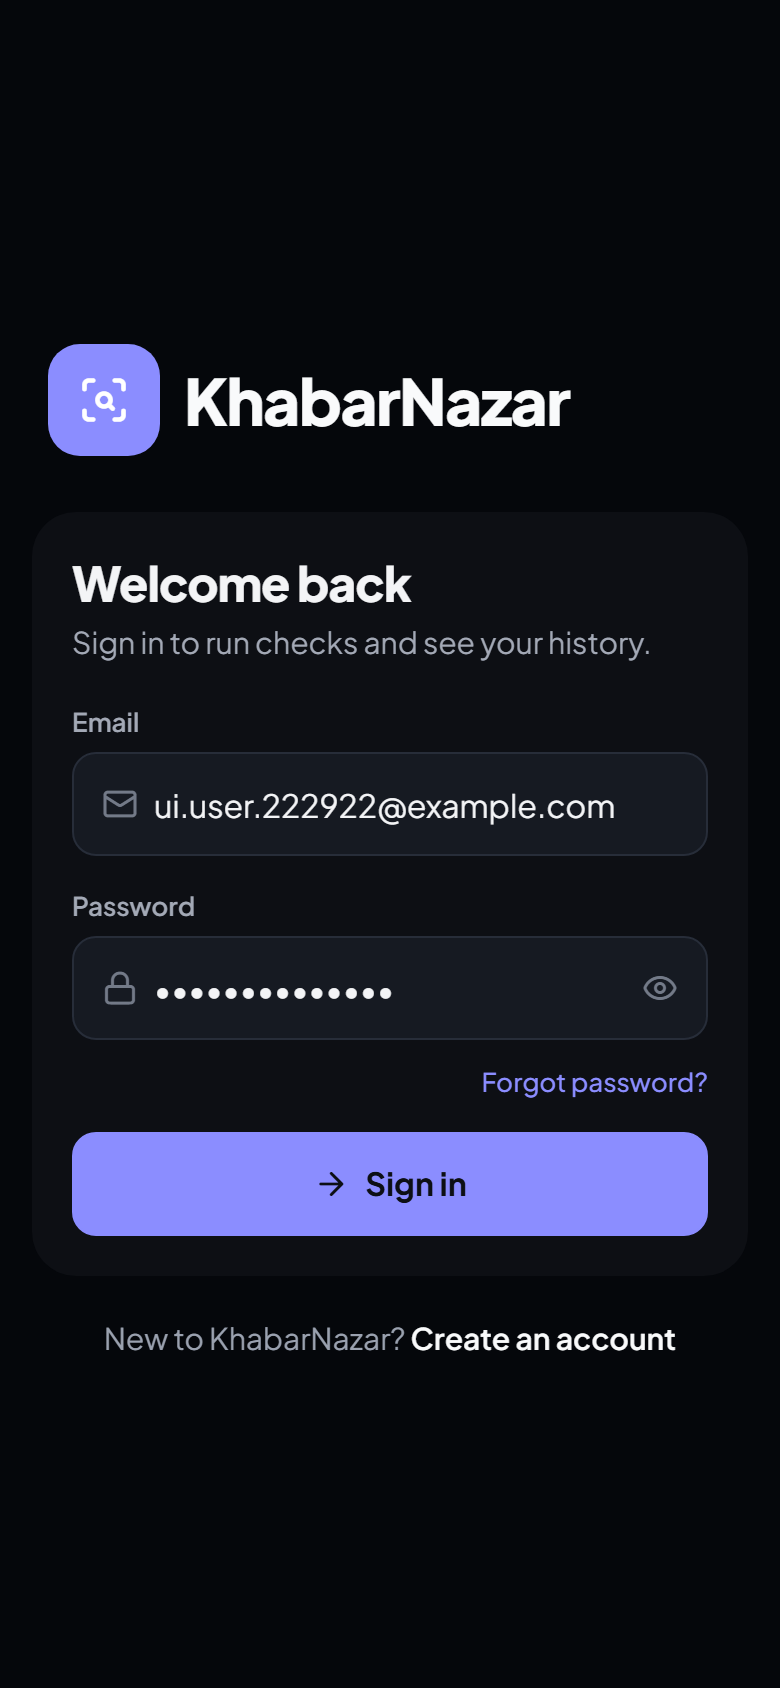 KhabarNazar
Welcome back
Sign in to run checks and see your history.
Email
ui.user.222922@example.com
Password
••••••••••••••
Forgot password?
Sign in
New to KhabarNazar? Create an account